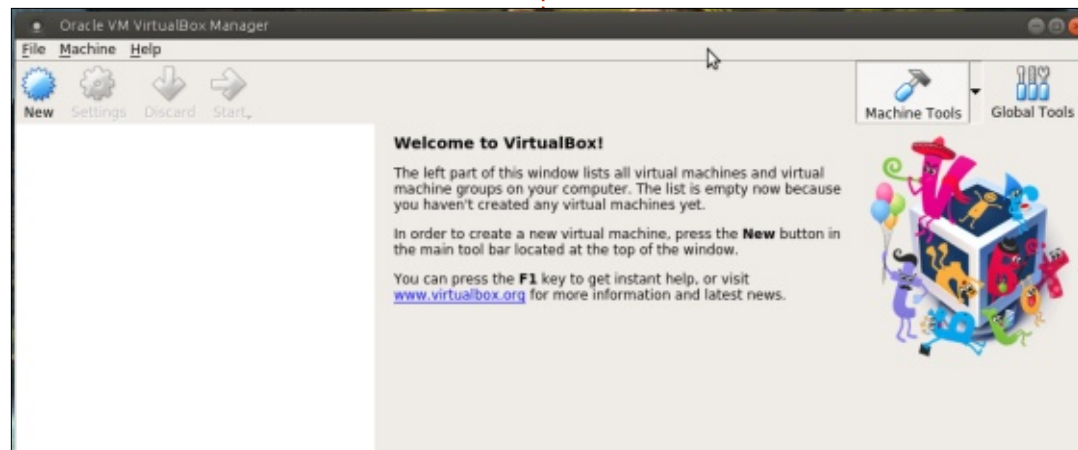 Oracle VM VirtualBox Manager
File Machine Help
New Settings Discard Start
Machine Tools Global Tools
Welcome to VirtualBox!
The left part of this window lists all virtual machines and virtual
machine groups on your computer. The list is empty now because
you haven't created any virtual machines yet.
In order to create a new virtual machine, press the New button in
the main tool bar located at the top of the window.
You can press the F1 key to get instant help, or visit
www.virtualbox.org for more information and latest news.